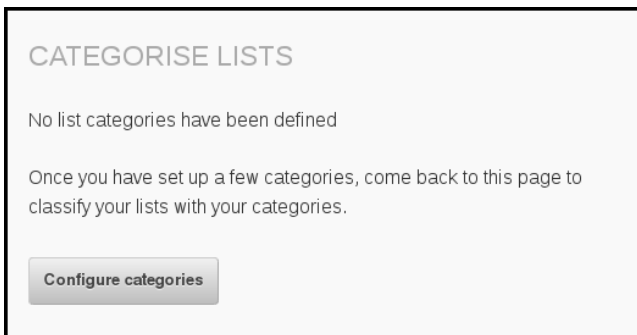 CATEGORISE LISTS
No list categories have been defined
Once you have set up a few categories, come back to this page to
classify your lists with your categories.
Configure categories